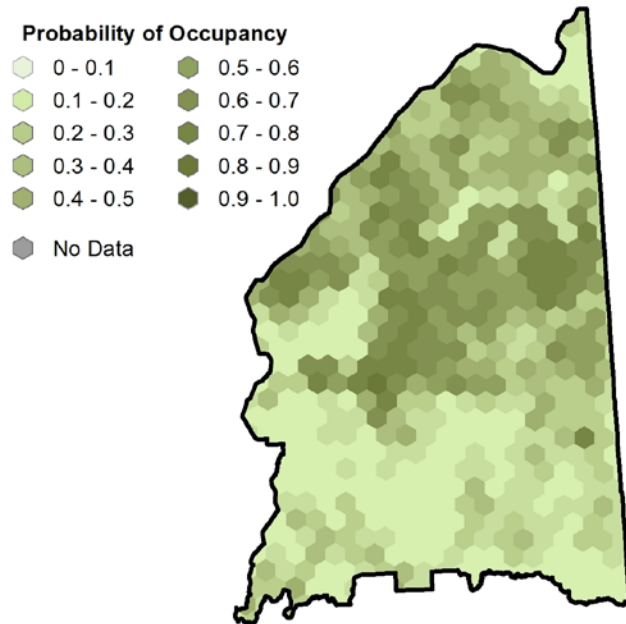 Probability of Occupancy
0 - 0.1
0.1 - 0.2
0.2 - 0.3
0.3 - 0.4
0.4 - 0.5
0.5 - 0.6
0.6 - 0.7
0.7 - 0.8
0.8 - 0.9
0.9 - 1.0
No Data